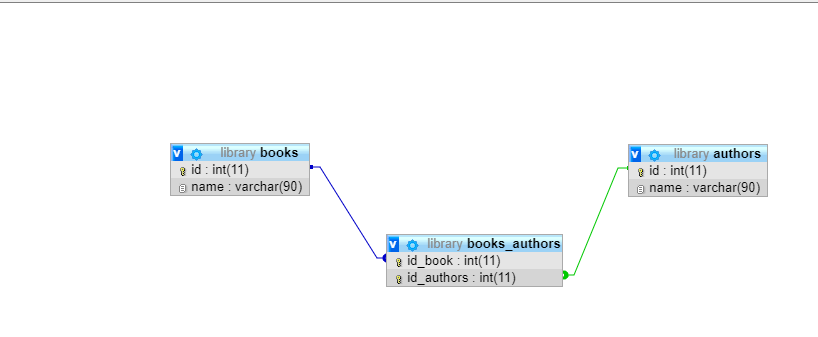 v library books
id : int(11)
name : varchar(90)
v library authors
id : int(11)
name : varchar(90)
v library books_authors
id_book : int(11)
id_authors : int(11)